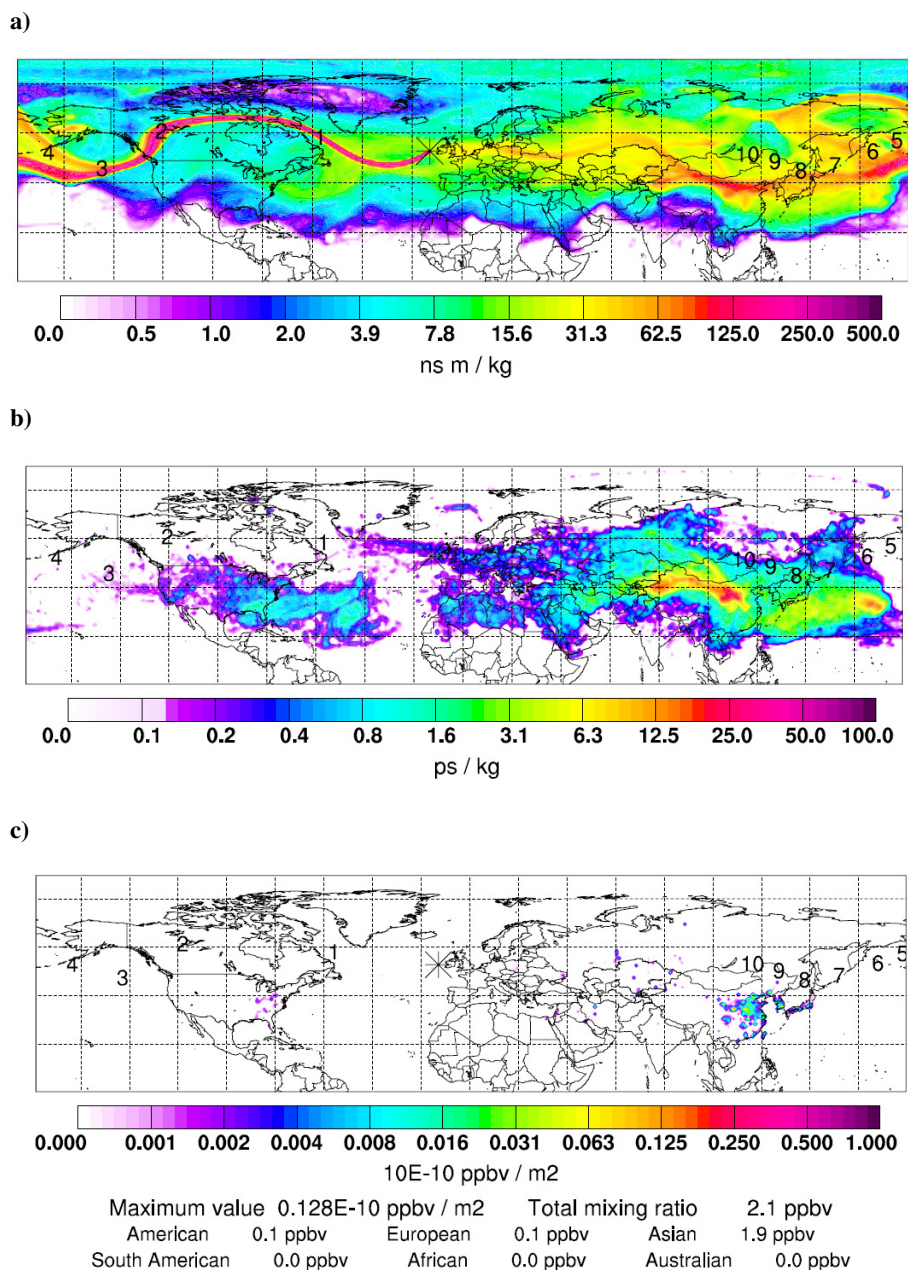 a)
1
2
3
4
5
6
7
8
9
10
0.0 0.5 1.0 2.0 3.9 7.8 15.6 31.3 62.5 125.0 250.0 500.0
ns m / kg
b)
1
2
3
4
5
6
7
8
9
10
0.0 0.1 0.2 0.4 0.8 1.6 3.1 6.3 12.5 25.0 50.0 100.0
ps / kg
c)
1
2
3
4
5
6
7
8
9
10
0.000 0.001 0.002 0.004 0.008 0.016 0.031 0.063 0.125 0.250 0.500 1.000
10E-10 ppbv / m2
Maximum value 0.128E-10 ppbv / m2 Total mixing ratio 2.1 ppbv
American 0.1 ppbv European 0.1 ppbv Asian 1.9 ppbv
South American 0.0 ppbv African 0.0 ppbv Australian 0.0 ppbv